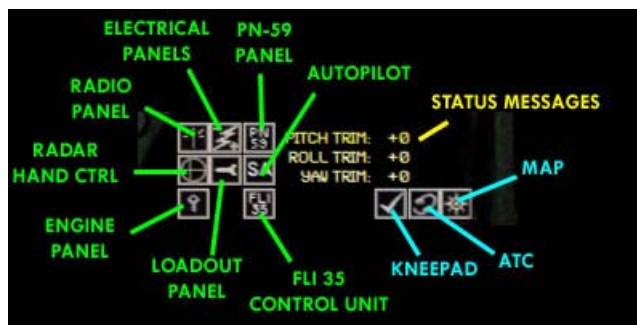 ELECTRICAL
PANELS
PN-59
PANEL
AUTOPILOT
RADIO
PANEL
STATUS MESSAGES
PN
59
PITCH TRIM: +0
ROLL TRIM: +0
YAW TRIM: +0
RADAR
HAND CTRL
SA
MAP
FLI
35
ENGINE
PANEL
LOADOUT
PANEL
FLI 35
CONTROL UNIT
KNEEPAD
ATC